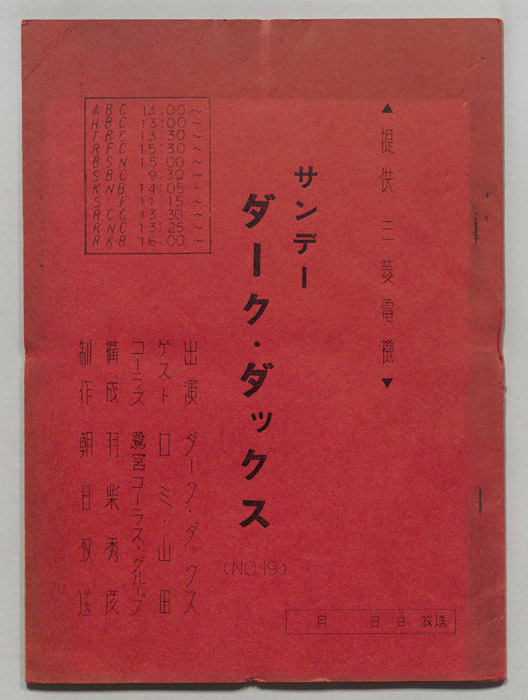 ▲提供 三菱電機▼
サンデー
ダーク・ダックス
(NO.19)
ABC 13:00〜
HBC 13:00〜
TBC 13:30〜
RFC 15:30〜
BSN 15:00〜
SBC 9:30〜
KNB 14:05〜
SF 11:15〜
RCC 13:30〜
RNC 13:25〜
RKB 16:00〜
出演 ダーク・ダックス
ゲスト ロミ・山田
コーラス 鷺宮コーラス・グループ
構成 羽柴秀彦
制作 朝日放送
月 日 日 放送